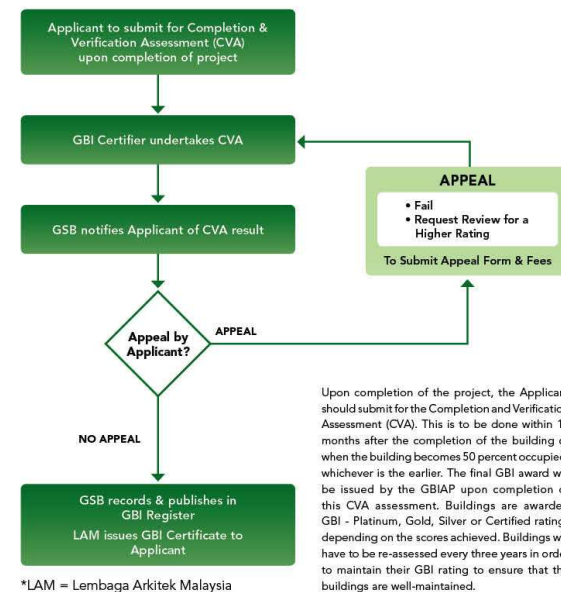 Applicant to submit for Completion &
Verification Assessment (CVA)
upon completion of project
GBI Certifier undertakes CVA
GSB notifies Applicant of CVA result
Appeal by
Applicant?
APPEAL
NO APPEAL
APPEAL
• Fail
• Request Review for a
Higher Rating
To Submit Appeal Form & Fees
GSB records & publishes in
GBI Register
LAM issues GBI Certificate to
Applicant
*LAM = Lembaga Arkitek Malaysia
Upon completion of the project, the
should submit for the Completion and
Assessment (CVA). This is to be done within
months after the completion of the building
when the building becomes 50 percent
whichever is the earlier. The final GBI award
be issued by the GBIAP upon completion
this CVA assessment. Buildings are
GBI - Platinum, Gold, Silver or Certified
depending on the scores achieved. Buildings
have to be re-assessed every three years in
to maintain their GBI rating to ensure that
buildings are well-maintained.